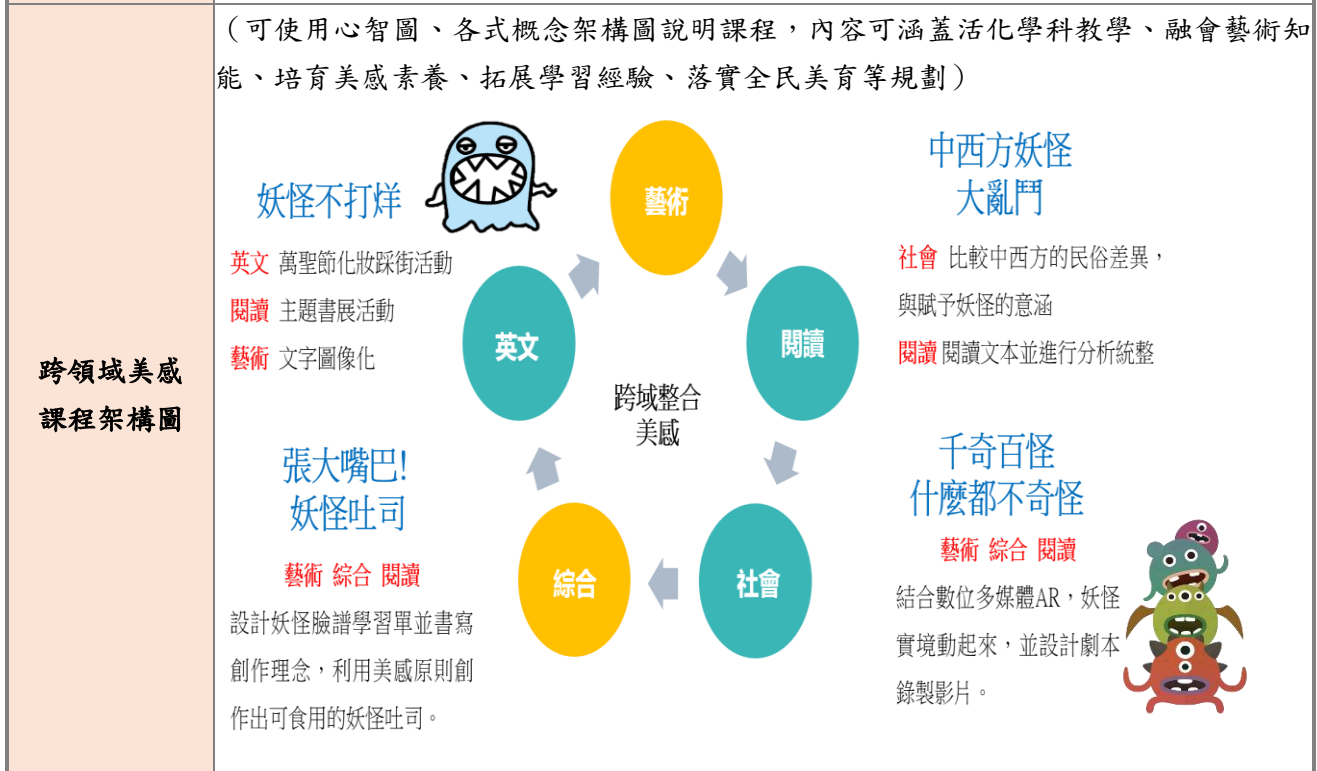 （可使用心智圖、各式概念架構圖說明課程，內容可涵蓋活化學科教學、融會藝術知
能、培育美感素養、拓展學習經驗、落實全民美育等規劃）
跨領域美感
課程架構圖
妖怪不打烊
英文 萬聖節化妝踩街活動
閱讀 主題書展活動
藝術 文字圖像化
藝術
閱讀
社會
綜合
英文
跨域整合
美感
中西方妖怪
大亂鬥
社會 比較中西方的民俗差異，
與賦予妖怪的意涵
閱讀 閱讀文本並進行分析統整
張大嘴巴!
妖怪吐司
藝術 綜合 閱讀
設計妖怪臉譜學習單並書寫
創作理念，利用美感原則創
作出可食用的妖怪吐司。
千奇百怪
什麼都不奇怪
藝術 綜合 閱讀
結合數位多媒體AR，妖怪
實境動起來，並設計劇本
錄製影片。